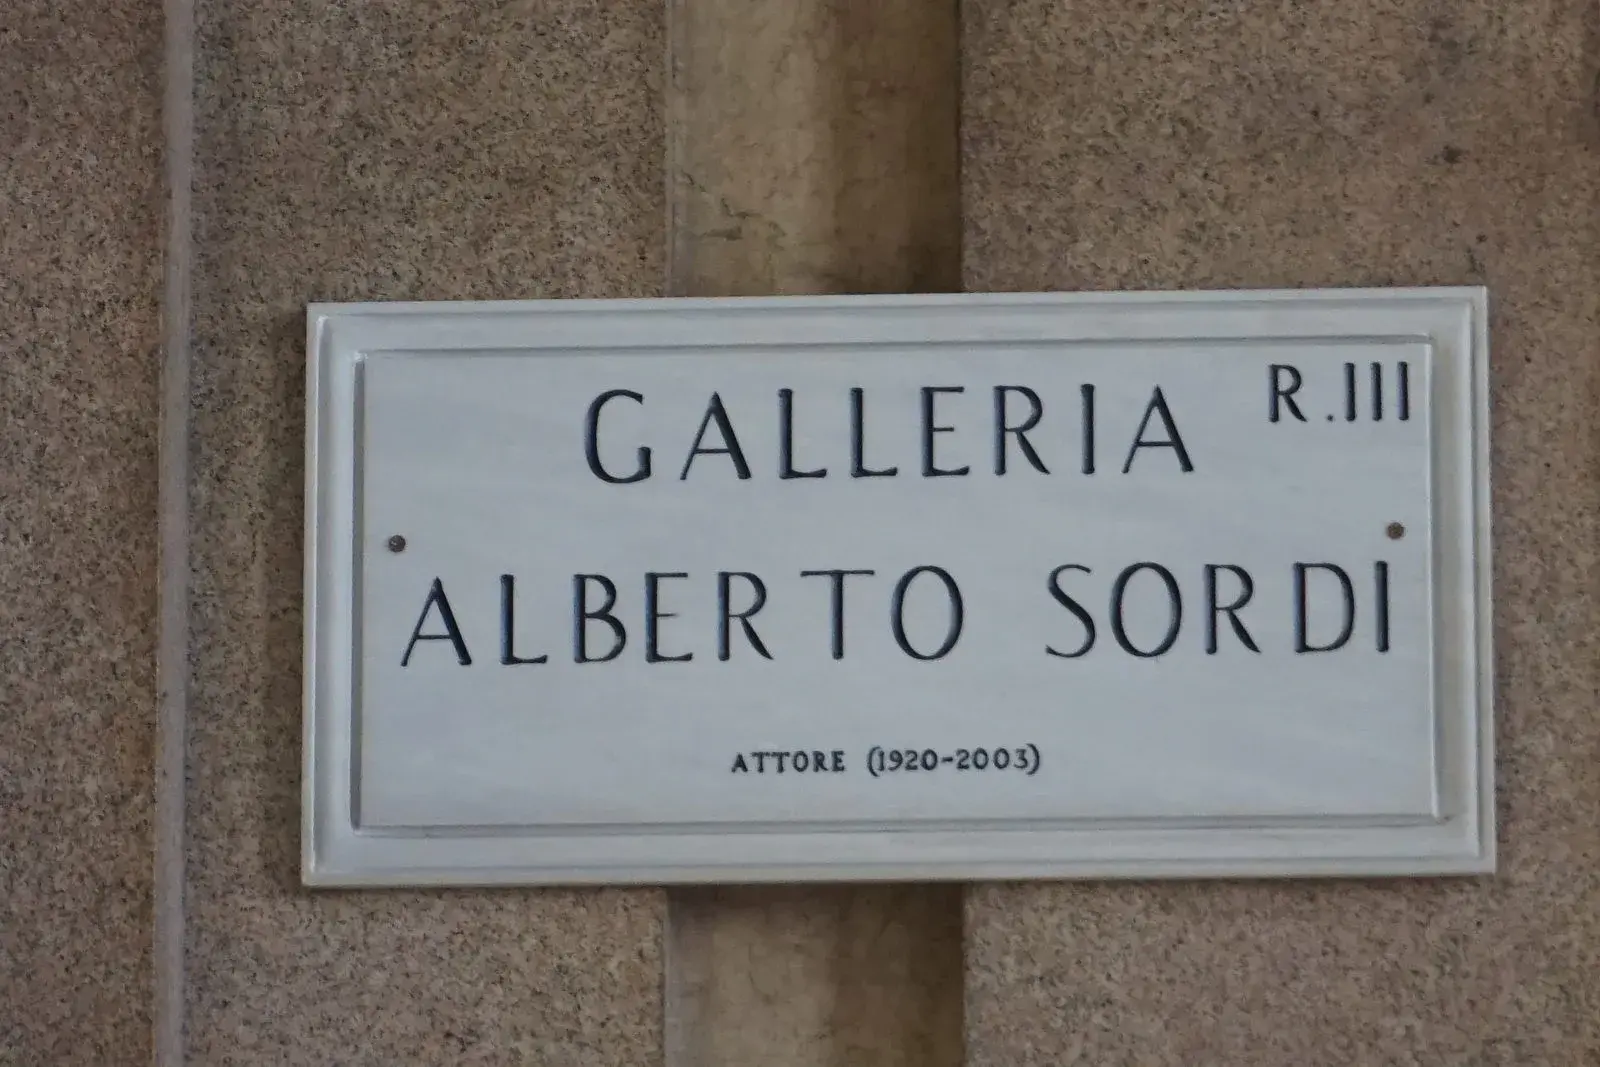 GALLERIA R.III
ALBERTO SORDI
ATTORE (1920-2003)